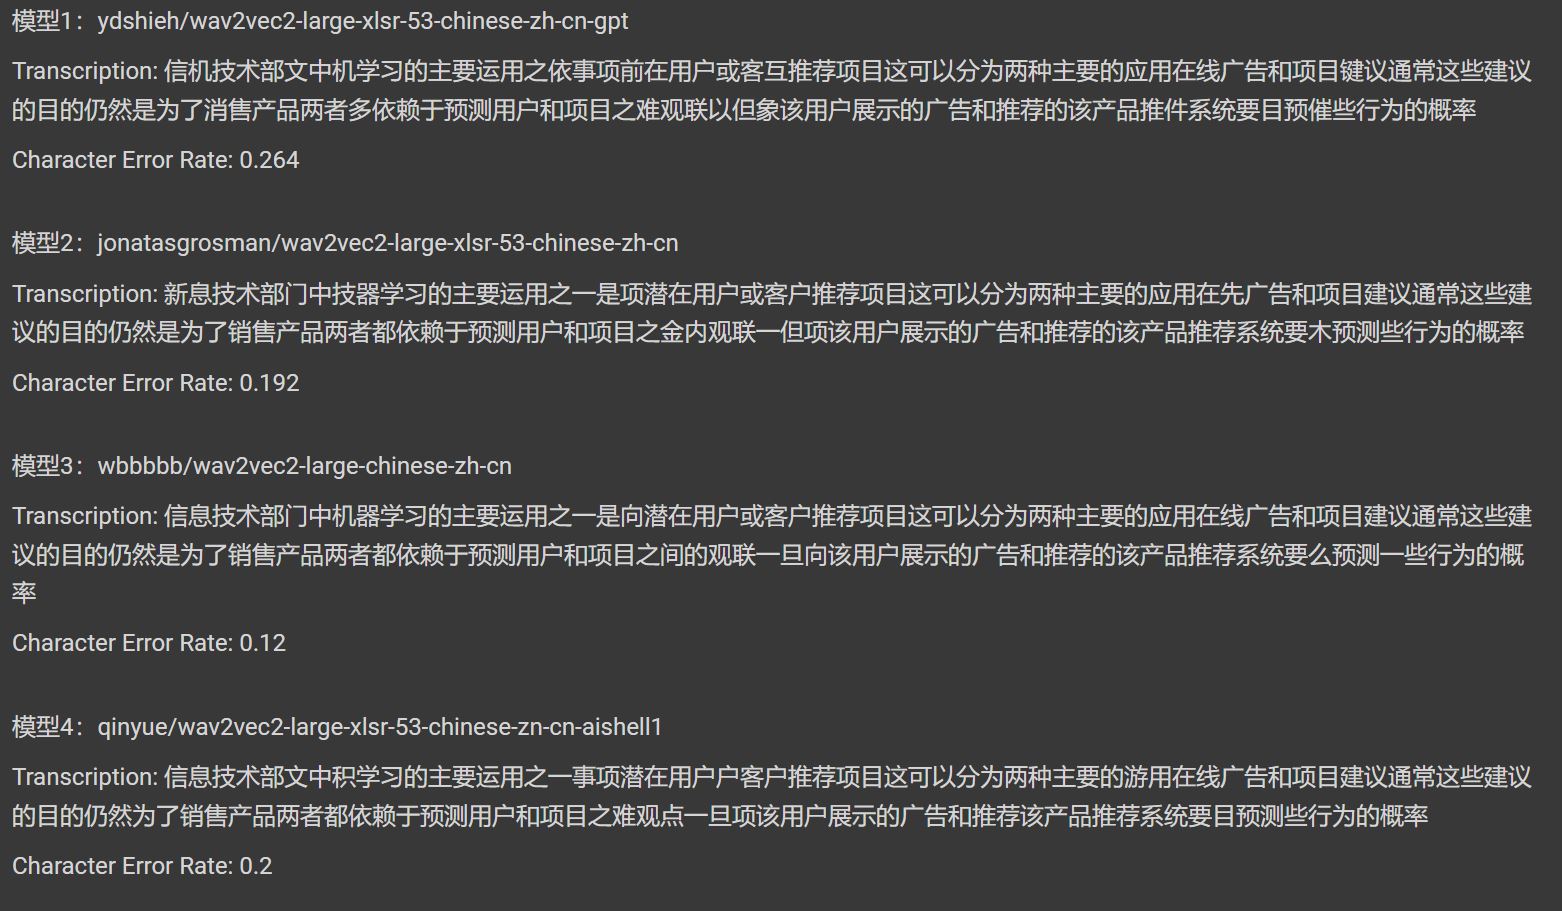 模型1：ydshieh/wav2vec2-large-xlsr-53-chinese-zh-cn-gpt
Transcription: 信机技术部文中机学习的主要运用之依事项前在用户或客互推荐项目这可以分为两种主要的应用在线广告和项目键议通常这些建议
的目的仍然是为了消售产品两者多依赖于预测用户和项目之难观联以但象该用户展示的广告和推荐的该产品推件系统要目预催些行为的概率
Character Error Rate: 0.264
模型2：jonatasgrosman/wav2vec2-large-xlsr-53-chinese-zh-cn
Transcription: 新息技术部门中技器学习的主要运用之一是项潜在用户或客户推荐项目这可以分为两种主要的应用在先广告和项目建议通常这些建
议的目的仍然是为了销售产品两者都依赖于预测用户和项目之金内观联一但项该用户展示的广告和推荐的该产品推荐系统要木预测些行为的概率
Character Error Rate: 0.192
模型3：wbbbbb/wav2vec2-large-chinese-zh-cn
Transcription: 信息技术部门中机器学习的主要运用之一是向潜在用户或客户推荐项目这可以分为两种主要的应用在线广告和项目建议通常这些建
议的目的仍然是为了销售产品两者都依赖于预测用户和项目之间的观联一旦向该用户展示的广告和推荐的该产品推荐系统要么预测一些行为的概
率
Character Error Rate: 0.12
模型4：qinyue/wav2vec2-large-xlsr-53-chinese-zn-cn-aishell1
Transcription: 信息技术部文中积学习的主要运用之一事项潜在用户户客户推荐项目这可以分为两种主要的游用在线广告和项目建议通常这些建议
的目的仍然为了销售产品两者都依赖于预测用户和项目之难观点一旦项该用户展示的广告和推荐该产品推荐系统要目预测些行为的概率
Character Error Rate: 0.2